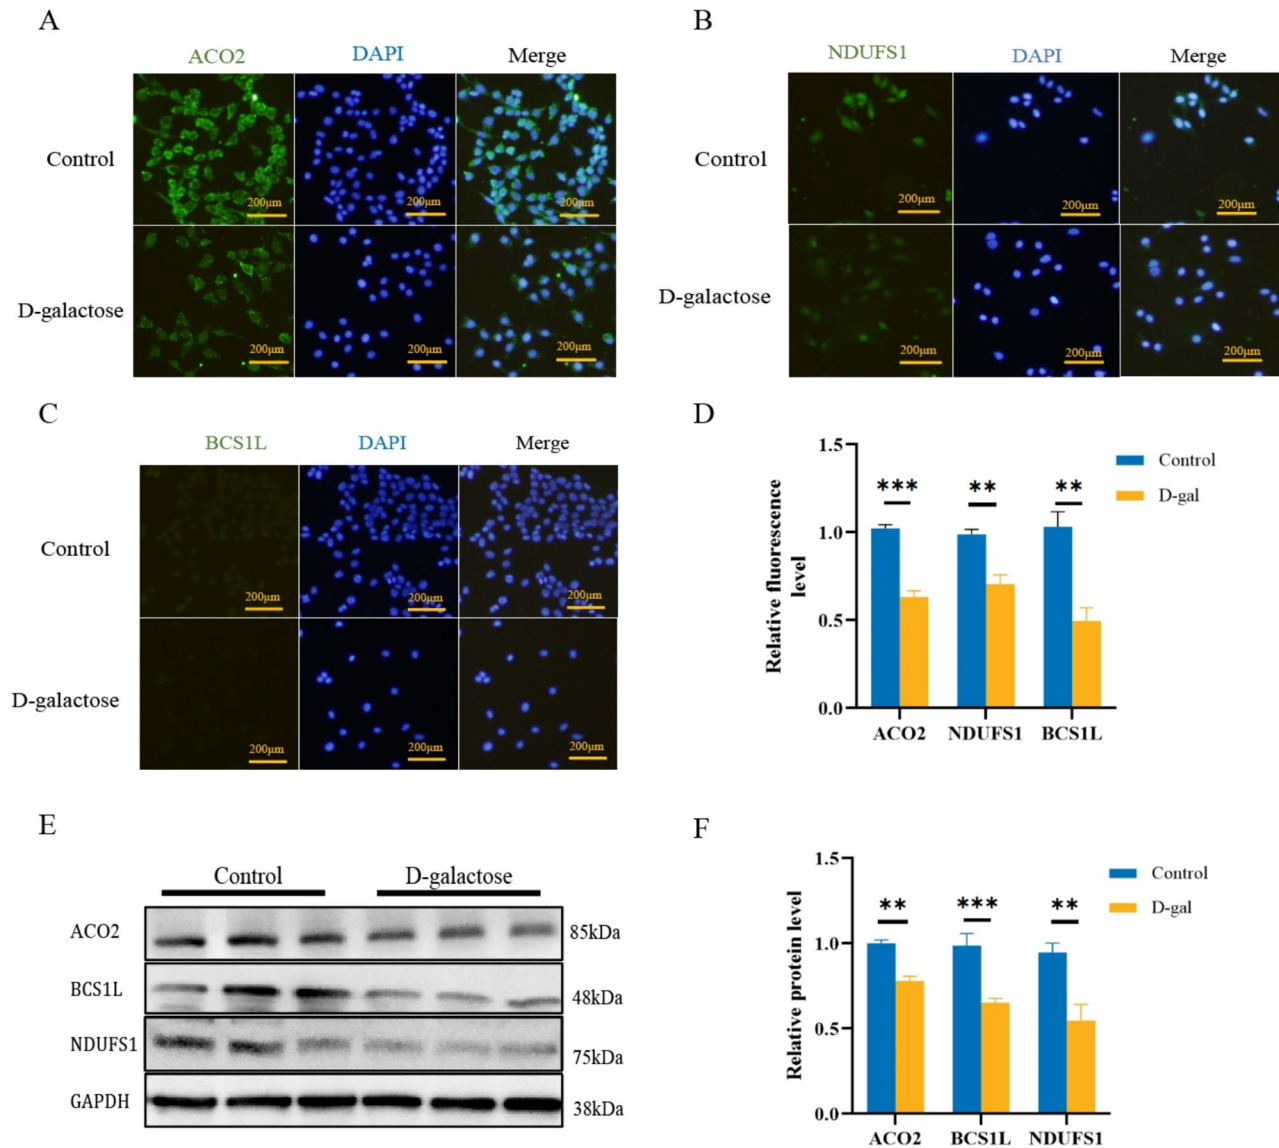 A
ACO2 DAPI Merge
Control
200μm 200μm 200μm
D-galactose
200μm 200μm 200μm
B
NDUFS1 DAPI Merge
Control
200μm 200μm 200μm
D-galactose
200μm 200μm 200μm
C
BCS1L DAPI Merge
Control
200μm 200μm 200μm
D-galactose
200μm 200μm 200μm
D
Relative fluorescence
level
1.5
1.0
0.5
0.0
*** ** **
ACO2 NDUFS1 BCS1L
Control
D-gal
E
Control D-galactose
ACO2 85kDa
BCS1L 48kDa
NDUFS1 75kDa
GAPDH 38kDa
F
Relative protein level
1.5
1.0
0.5
0.0
** *** **
ACO2 BCS1L NDUFS1
Control
D-gal